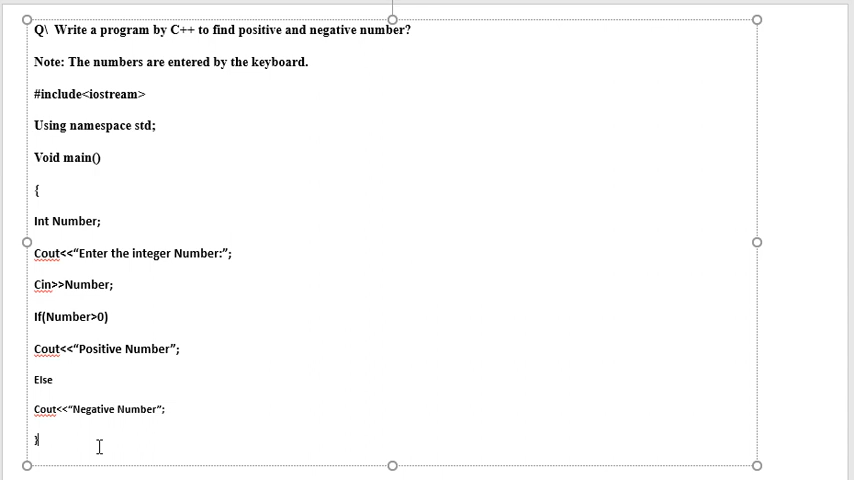 Q\ Write a program by C++ to find positive and negative number?
Note: The numbers are entered by the keyboard.
#include<iostream>
Using namespace std;
Void main()
{
Int Number;
Cout<<“Enter the integer Number:”;
Cin>>Number;
If(Number>0)
Cout<<“Positive Number”;
Else
Cout<<“Negative Number”;
}